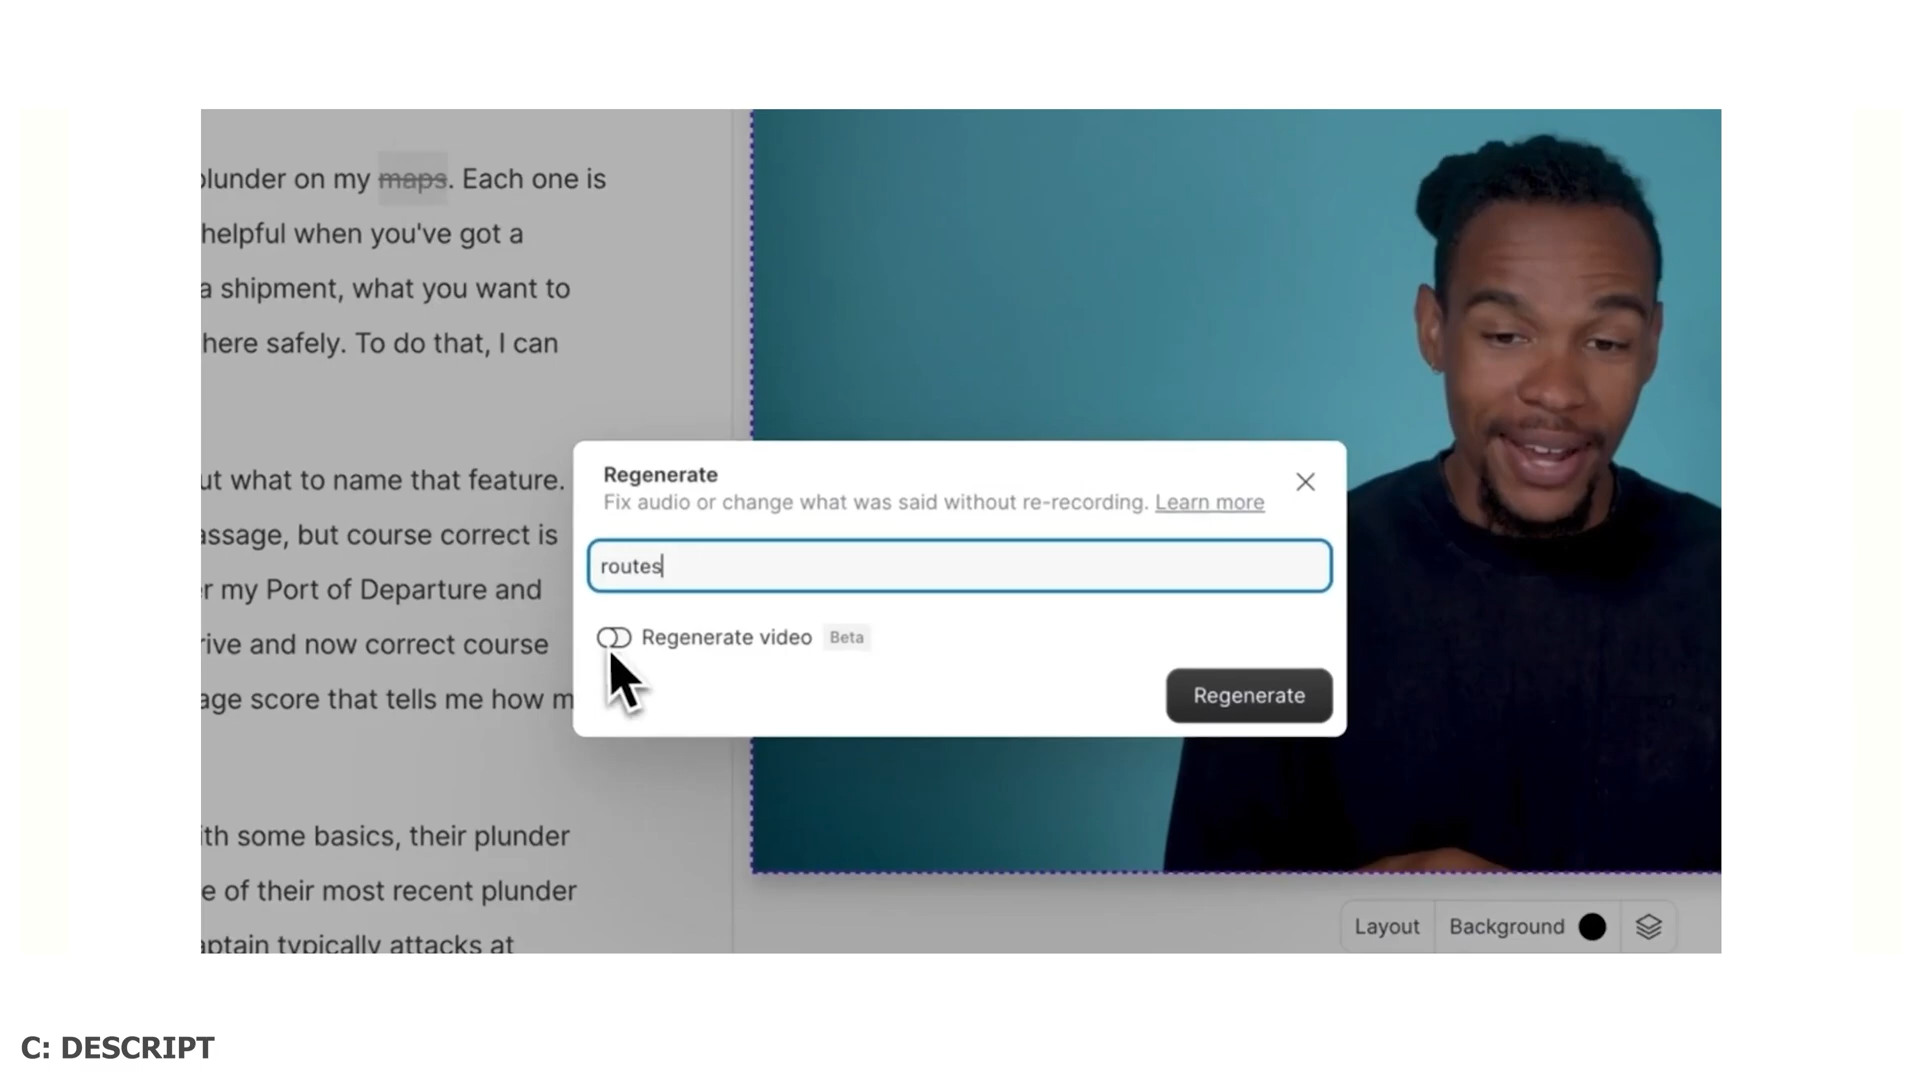 plunder on my maps. Each one is
helpful when you've got a
a shipment, what you want to
here safely. To do that, I can
ut what to name that feature.
assage, but course correct is
r my Port of Departure and
rive and now correct course
age score that tells me how m
ith some basics, their plunder
e of their most recent plunder
aptain typically attacks at
Regenerate
Fix audio or change what was said without re-recording. Learn more
routes
Regenerate video Beta
Regenerate
Layout Background
C: DESCRIPT